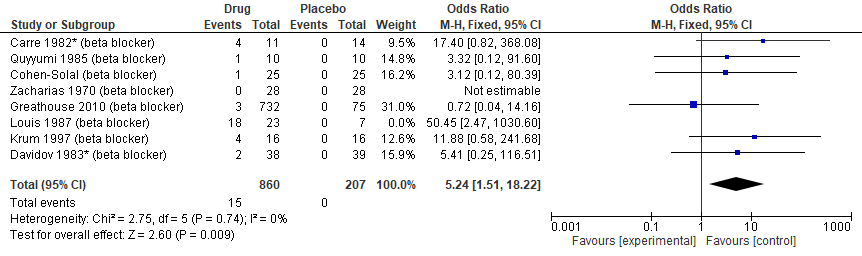 Drug Placebo Odds Ratio Odds Ratio
Study or Subgroup Events Total Events Total Weight M-H, Fixed, 95% CI M-H, Fixed, 95% CI
Carre 1982* (beta blocker) 4 11 0 14 9.5% 17.40 [0.82, 368.08]
Quyyumi 1985 (beta blocker) 1 10 0 10 14.8% 3.32 [0.12, 91.60]
Cohen-Solal (beta blocker) 1 25 0 25 16.2% 3.12 [0.12, 80.39]
Zacharias 1970 (beta blocker) 0 28 0 28 Not estimable
Greathouse 2010 (beta blocker) 3 732 0 75 31.0% 0.72 [0.04, 14.16]
Louis 1987 (beta blocker) 18 23 0 7 0.0% 50.45 [2.47, 1030.60]
Krum 1997 (beta blocker) 4 16 0 16 12.6% 11.88 [0.58, 241.68]
Davidov 1983* (beta blocker) 2 38 0 39 15.9% 5.41 [0.25, 116.51]
Total (95% CI) 860 207 100.0% 5.24 [1.51, 18.22]
Total events 15 0
Heterogeneity: Chi² = 2.75, df = 5 (P = 0.74); I² = 0%
Test for overall effect: Z = 2.60 (P = 0.009)
0.001 0.1 1 10 1000
Favours [experimental] Favours [control]